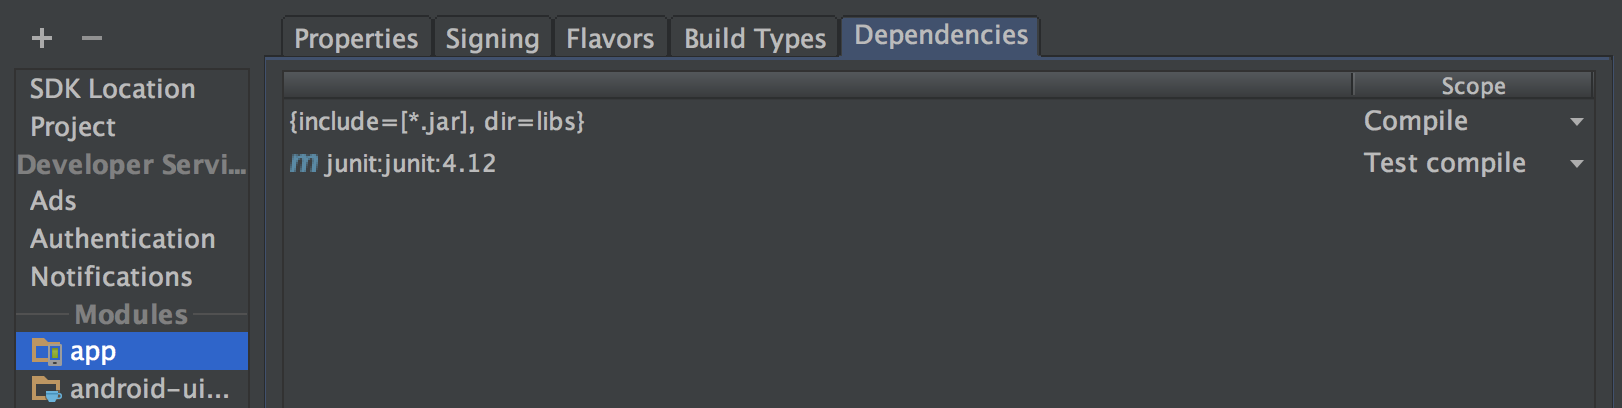 Properties Signing Flavors Build Types Dependencies
SDK Location
Project
Developer Servi...
Ads
Authentication
Notifications
Modules
app
android-ui...
Scope
{include=[*.jar], dir=libs} Compile
m junit:junit:4.12 Test compile